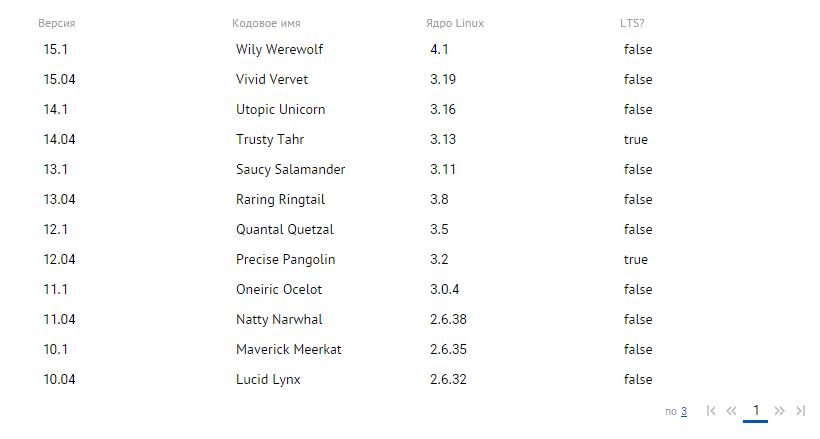 Версия Кодовое имя Ядро Linux LTS?
15.1 Wily Werewolf 4.1 false
15.04 Vivid Vervet 3.19 false
14.1 Utopic Unicorn 3.16 false
14.04 Trusty Tahr 3.13 true
13.1 Saucy Salamander 3.11 false
13.04 Raring Ringtail 3.8 false
12.1 Quantal Quetzal 3.5 false
12.04 Precise Pangolin 3.2 true
11.1 Oneiric Ocelot 3.0.4 false
11.04 Natty Narwhal 2.6.38 false
10.1 Maverick Meerkat 2.6.35 false
10.04 Lucid Lynx 2.6.32 false
по 3 1